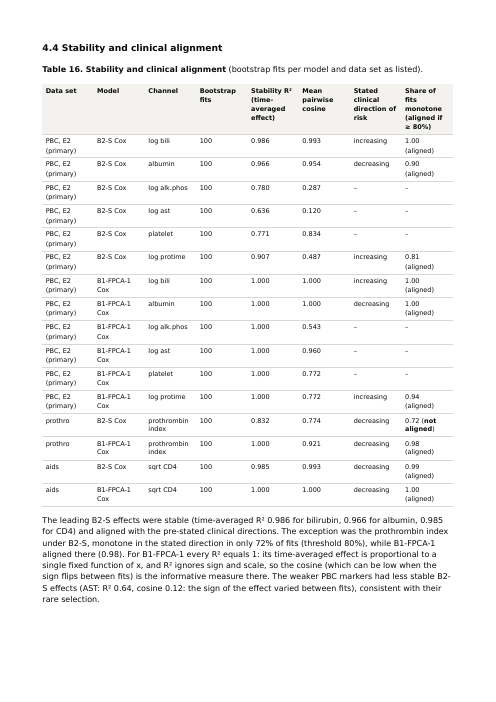 4.4 Stability and clinical alignment
Table 16. Stability and clinical alignment (bootstrap fits per model and data set as listed).
Data set Model Channel Bootstrap fits Stability R² (time-averaged effect) Mean pairwise cosine Stated clinical direction of risk Share of fits monotone (aligned if ≥ 80%)
PBC, E2 (primary) B2-S Cox log bili 100 0.986 0.993 increasing 1.00 (aligned)
PBC, E2 (primary) B2-S Cox albumin 100 0.966 0.954 decreasing 0.90 (aligned)
PBC, E2 (primary) B2-S Cox log alk.phos 100 0.780 0.287 – –
PBC, E2 (primary) B2-S Cox log ast 100 0.636 0.120 – –
PBC, E2 (primary) B2-S Cox platelet 100 0.771 0.834 – –
PBC, E2 (primary) B2-S Cox log protime 100 0.907 0.487 increasing 0.81 (aligned)
PBC, E2 (primary) B1-FPCA-1 Cox log bili 100 1.000 1.000 increasing 1.00 (aligned)
PBC, E2 (primary) B1-FPCA-1 Cox albumin 100 1.000 1.000 decreasing 1.00 (aligned)
PBC, E2 (primary) B1-FPCA-1 Cox log alk.phos 100 1.000 0.543 – –
PBC, E2 (primary) B1-FPCA-1 Cox log ast 100 1.000 0.960 – –
PBC, E2 (primary) B1-FPCA-1 Cox platelet 100 1.000 0.772 – –
PBC, E2 (primary) B1-FPCA-1 Cox log protime 100 1.000 0.772 increasing 0.94 (aligned)
prothro B2-S Cox prothrombin index 100 0.832 0.774 decreasing 0.72 (not aligned)
prothro B1-FPCA-1 Cox prothrombin index 100 1.000 0.921 decreasing 0.98 (aligned)
aids B2-S Cox sqrt CD4 100 0.985 0.993 decreasing 0.99 (aligned)
aids B1-FPCA-1 Cox sqrt CD4 100 1.000 1.000 decreasing 1.00 (aligned)
The leading B2-S effects were stable (time-averaged R² 0.986 for bilirubin, 0.966 for albumin, 0.985
for CD4) and aligned with the pre-stated clinical directions. The exception was the prothrombin index
under B2-S, monotone in the stated direction in only 72% of fits (threshold 80%), while B1-FPCA-1
aligned there (0.98). For B1-FPCA-1 every R² equals 1: its time-averaged effect is proportional to a
single fixed function of x, and R² ignores sign and scale, so the cosine (which can be low when the
sign flips between fits) is the informative measure there. The weaker PBC markers had less stable B2-
S effects (AST: R² 0.64, cosine 0.12: the sign of the effect varied between fits), consistent with their
rare selection.